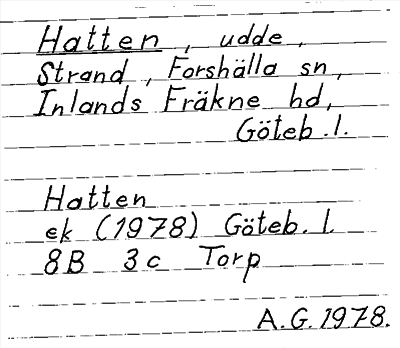 Hatten, udde,
Strand, Forshälla sn,
Inlands Fräkne hd,
Göteb. l.
Hatten
ek (1978) Göteb. l.
8B 3c Torp
A.G. 1978.